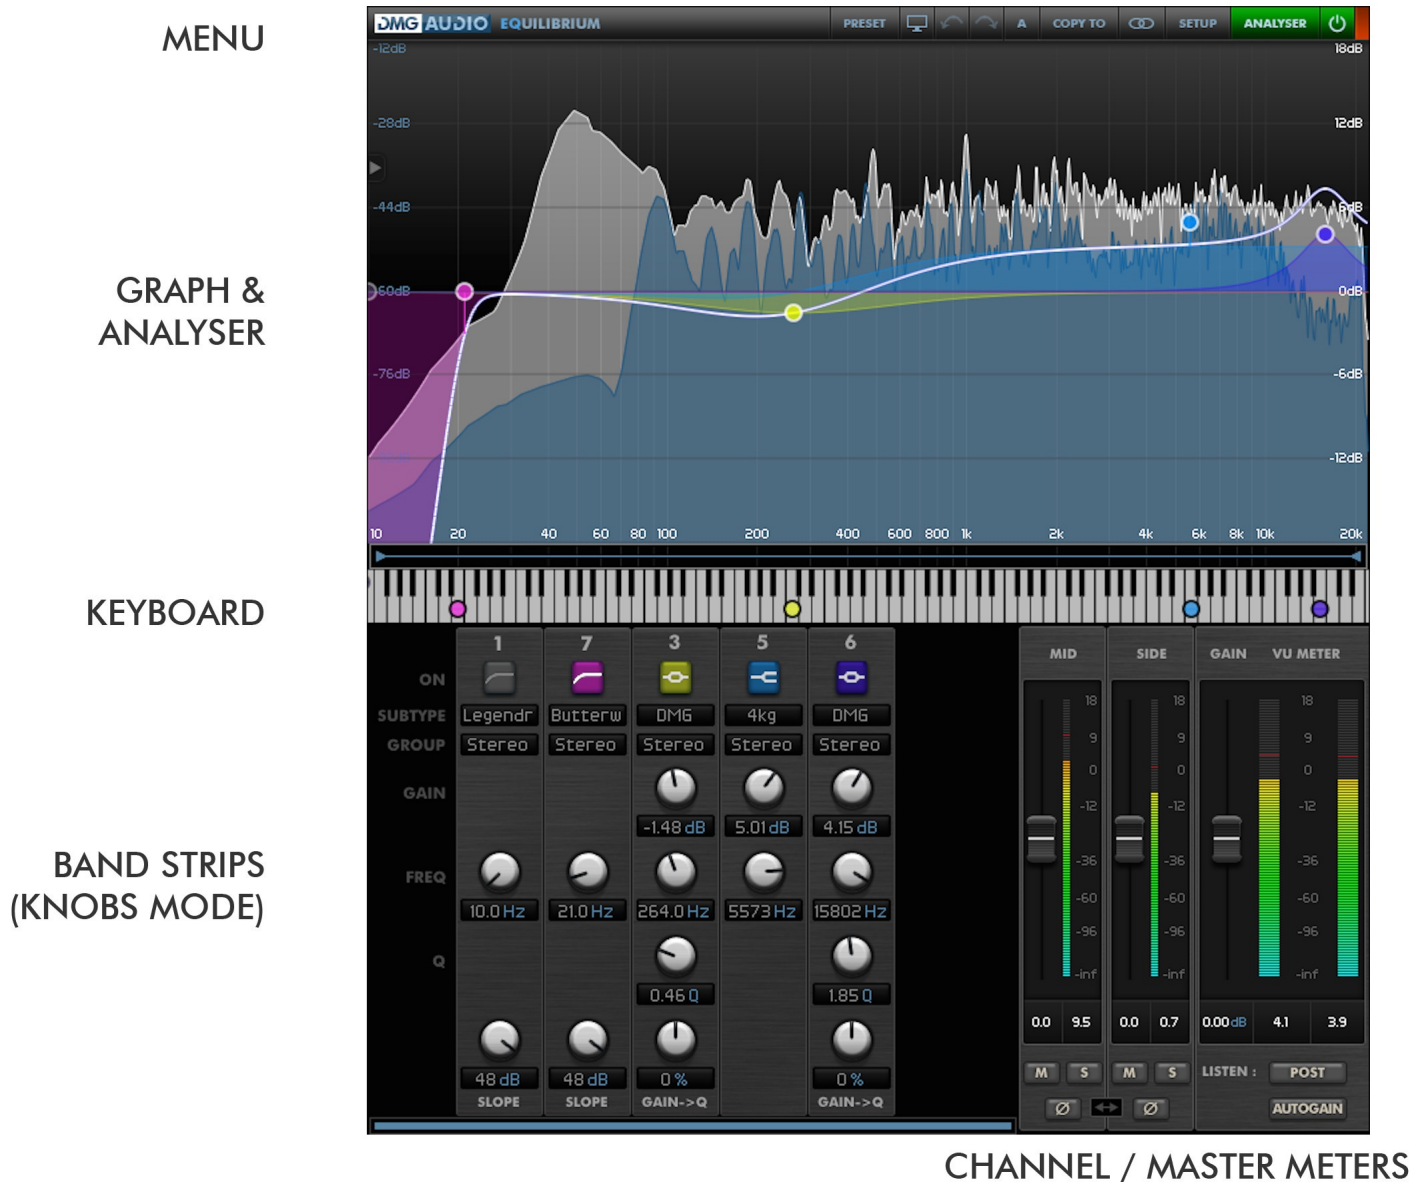 MENU
DMG AUDIO EQUILIBRIUM
PRESET A COPY TO SETUP ANALYSER
-12dB 18dB
-28dB 12dB
-44dB 6dB
GRAPH &
ANALYSER
-60dB 0dB
-76dB -6dB
-12dB
10 20 40 60 80 100 200 400 600 800 1k 2k 4k 6k 8k 10k 20k
KEYBOARD
1 7 3 5 6
ON
SUBTYPE Legendr Butterw DMG 4kg DMG
GROUP Stereo Stereo Stereo Stereo Stereo
GAIN
-1.48 dB 5.01 dB 4.15 dB
BAND STRIPS
(KNOBS MODE)
FREQ
10.0 Hz 21.0 Hz 264.0 Hz 5573 Hz 15802 Hz
Q
0.46 Q 1.85 Q
48 dB 48 dB 0 % 0 %
SLOPE SLOPE GAIN->Q GAIN->Q
MID SIDE GAIN VU METER
18 18 18
9 9 9
0 0 0
-12 -12 -12
-36 -36 -36
-60 -60 -60
-96 -96 -96
-inf -inf -inf
0.0 9.5 0.0 0.7 0.00 dB 4.1 3.9
M S M S LISTEN : POST
Ø Ø AUTOGAIN
CHANNEL / MASTER METERS